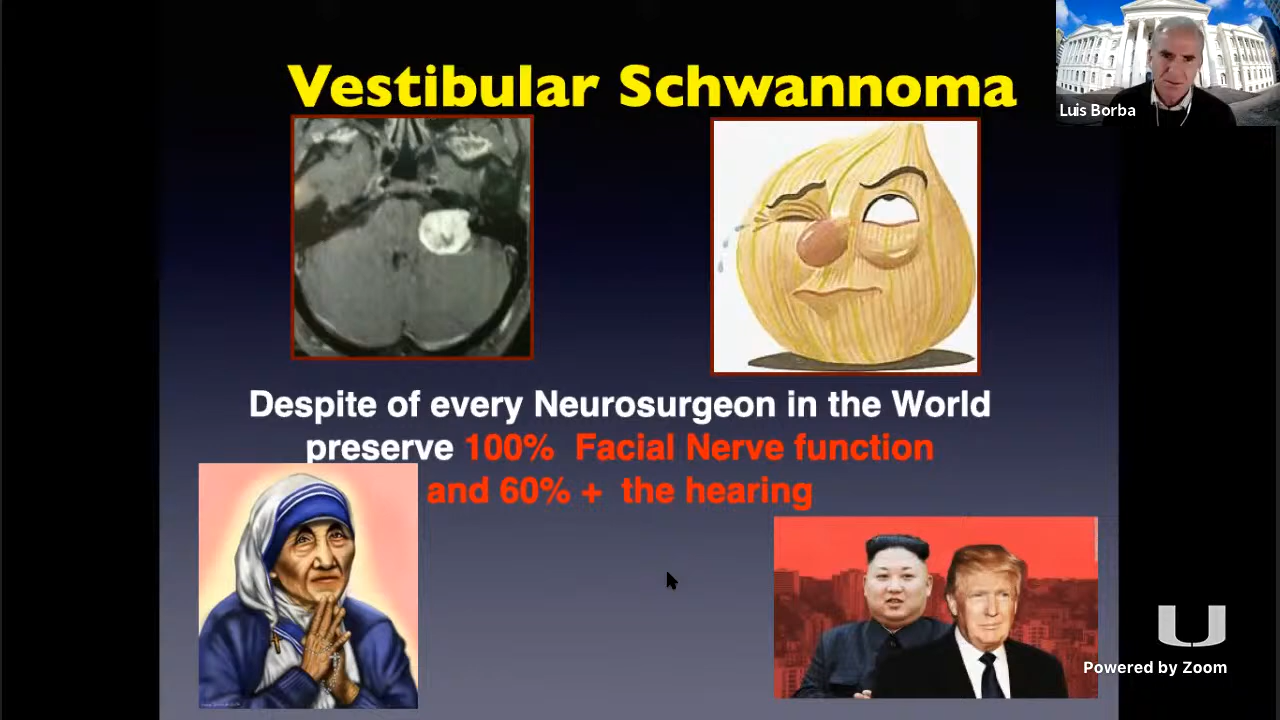 Vestibular Schwannoma
Luis Borba
Despite of every Neurosurgeon in the World
preserve 100% Facial Nerve function
and 60% + the hearing
U
Powered by Zoom